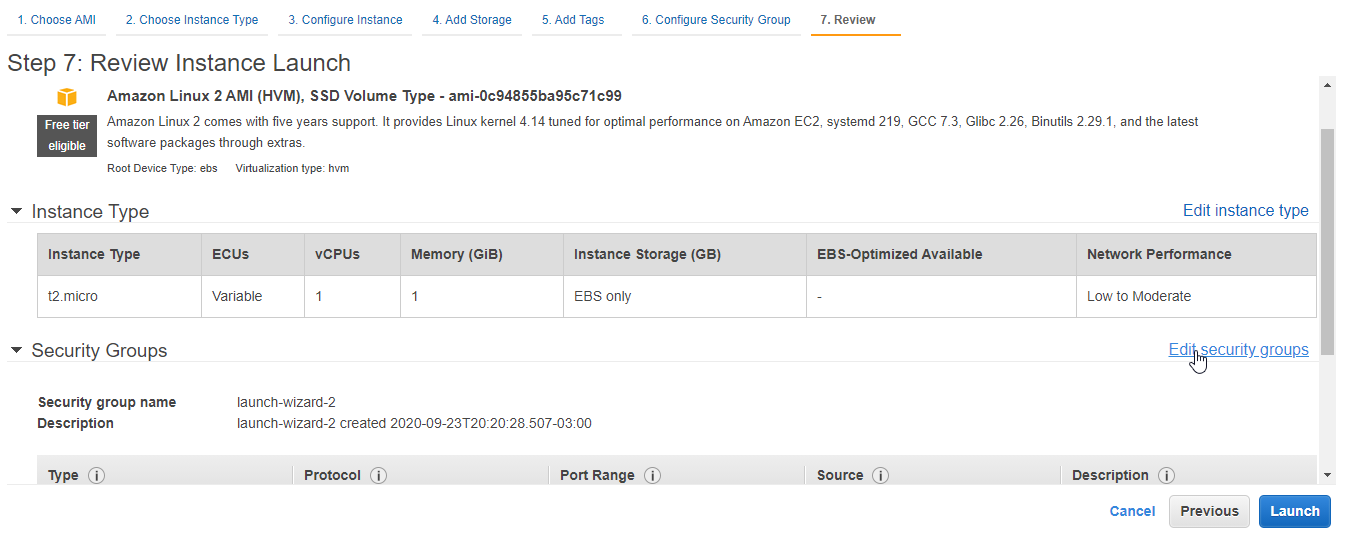 1. Choose AMI 2. Choose Instance Type 3. Configure Instance 4. Add Storage 5. Add Tags 6. Configure Security Group 7. Review
Step 7: Review Instance Launch
Amazon Linux 2 AMI (HVM), SSD Volume Type - ami-0c94855ba95c71c99
Free tier
eligible
Amazon Linux 2 comes with five years support. It provides Linux kernel 4.14 tuned for optimal performance on Amazon EC2, systemd 219, GCC 7.3, Glibc 2.26, Binutils 2.29.1, and the latest
software packages through extras.
Root Device Type: ebs Virtualization type: hvm
Instance Type Edit instance type
Instance Type ECUs vCPUs Memory (GiB) Instance Storage (GB) EBS-Optimized Available Network Performance
t2.micro Variable 1 1 EBS only - Low to Moderate
Security Groups Edit security groups
Security group name launch-wizard-2
Description launch-wizard-2 created 2020-09-23T20:20:28.507-03:00
Type i Protocol i Port Range i Source i Description i
Cancel Previous Launch